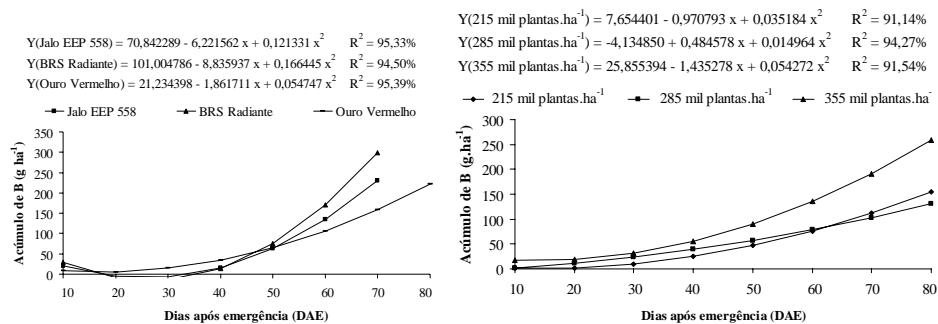 Y(Jalo EEP 558) = 70,842289 - 6,221562 x + 0,121331 x² R² = 95,33%
Y(BRS Radiante) = 101,004786 - 8,835937 x + 0,166445 x² R² = 94,50%
Y(Ouro Vermelho) = 21,234398 - 1,861711 x + 0,054747 x² R² = 95,39%
Jalo EEP 558 BRS Radiante Ouro Vermelho
Acúmulo de B (g ha⁻¹)
350
300
250
200
150
100
50
0
10 20 30 40 50 60 70 80
Dias após emergência (DAE)
Y(215 mil plantas.ha⁻¹) = 7,654401 - 0,970793 x + 0,035184 x² R² = 91,14%
Y(285 mil plantas.ha⁻¹) = -4,134850 + 0,484578 x + 0,014964 x² R² = 94,27%
Y(355 mil plantas.ha⁻¹) = 25,855394 - 1,435278 x + 0,054272 x² R² = 91,54%
215 mil plantas.ha⁻¹ 285 mil plantas.ha⁻¹ 355 mil plantas.ha⁻
Acúmulo de B (g.ha⁻¹)
300
250
200
150
100
50
0
10 20 30 40 50 60 70 80
Dias após emergência (DAE)